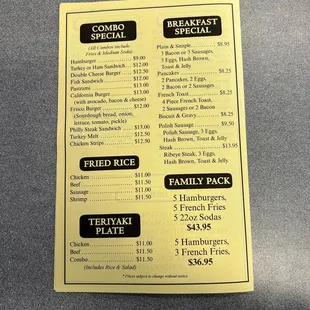 COMBO
SPECIAL
(All Combos include
Fries & Medium Soda)
Hamburger $9.00
Turkey or Ham Sandwich $12.00
Double Cheese Burger $12.50
Fish Sandwich $12.00
Pastrami $13.00
California Burger $13.00
(with avocado, bacon & cheese)
Ernico Burger $12.00
(Sourdough bread, onion,
lettuce, tomato, pickle)
Philly Steak Sandwich $13.00
Turkey Melt $12.50
Chicken Strips $12.50
FRIED RICE
Chicken $11.50
Beef $11.50
Sausage $11.00
Shrimp $11.50
TERIYAKI
PLATE
Chicken $11.00
Beef $11.50
Combo $11.50
(Includes Rice & Salad)
BREAKFAST
SPECIAL
Plain & Simple $8.95
3 Bacon or 3 Sausages,
3 Eggs, Hash Brown,
Toast & Jelly
Pancakes $8.25
2 Pancakes, 2 Eggs,
2 Bacon or 2 Sausages
French Toast $8.25
4 Piece French Toast,
2 Sausages or 2 Bacon
Biscuit & Gravy $8.25
Polish Sausage $9.50
Polish Sausage, 3 Eggs,
Hash Brown, Toast & Jelly
Steak $13.95
Ribeye Steak, 3 Eggs,
Hash Brown, Toast & Jelly
FAMILY PACK
5 Hamburgers,
5 French Fries
5 22oz Sodas
$43.95
5 Hamburgers,
3 French Fries,
$36.95
* Prices subject to change without notice